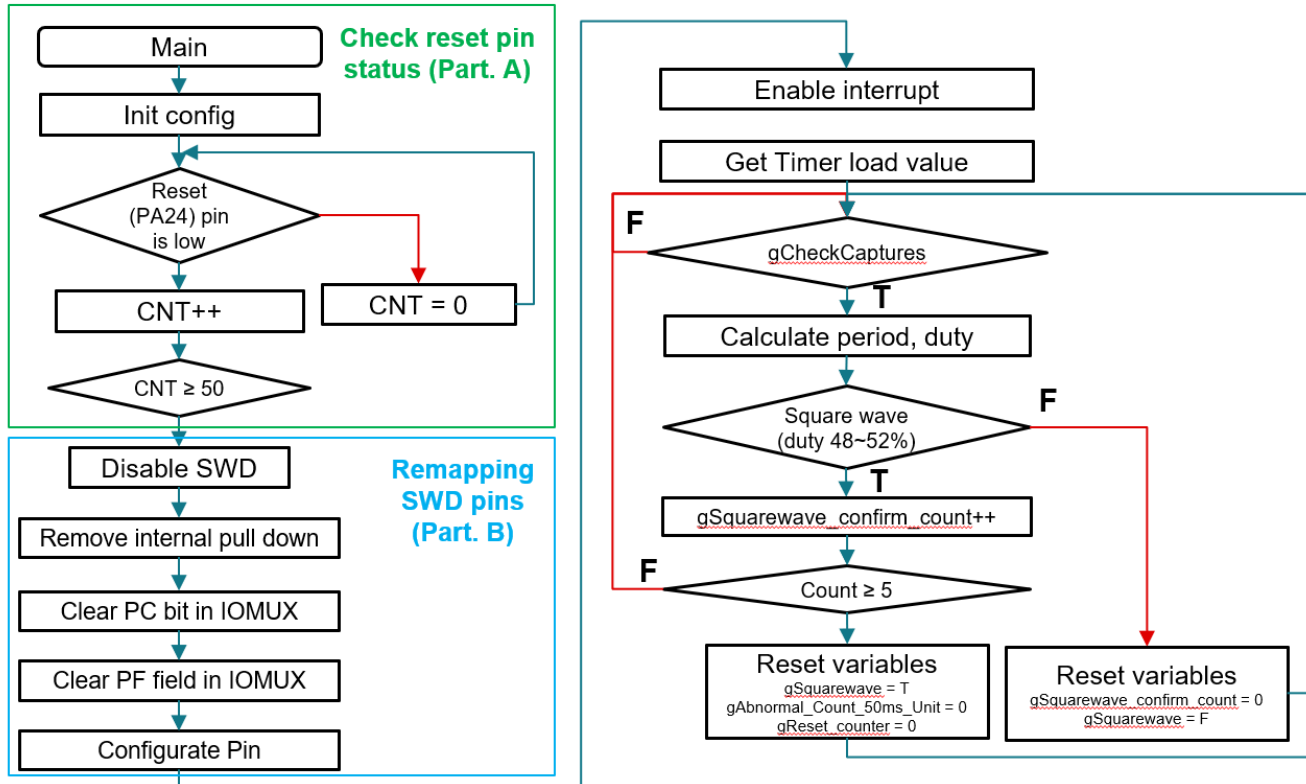 Main
Check reset pin
status (Part. A)
Init config
Reset
(PA24) pin
is low
CNT++
CNT = 0
CNT ≥ 50
Disable SWD
Remapping
SWD pins
(Part. B)
Remove internal pull down
Clear PC bit in IOMUX
Clear PF field in IOMUX
Configurate Pin
Enable interrupt
Get Timer load value
F
gCheckCaptures
T
Calculate period, duty
Square wave
(duty 48~52%)
F
T
gSquarewave_confirm_count++
F
Count ≥ 5
Reset variables
gSquarewave = T
gAbnormal_Count_50ms_Unit = 0
gReset_counter = 0
Reset variables
gSquarewave_confirm_count = 0
gSquarewave = F